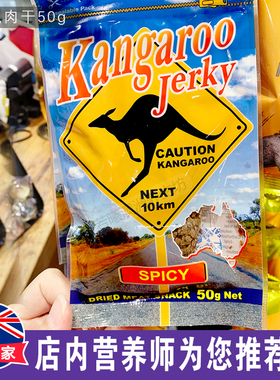 肉干50g
Kangaroo
Jerky
CAUTION
KANGAROO
NEXT
10km
SPICY
DRIED MEAT SNACK 50g Net
家
店内营养师为您推